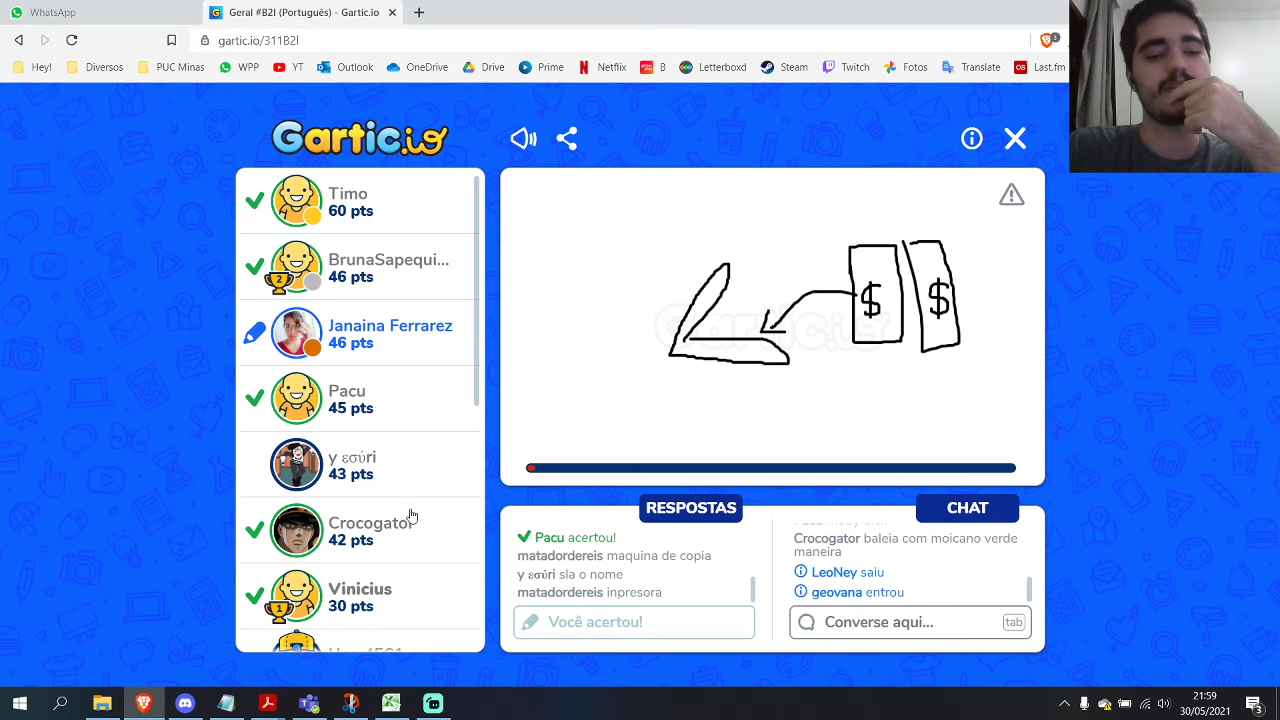 WhatsApp
Geral #B2I (Português) - Gartic.io
gartic.io/311B2I
3
Hey!
Diversos
PUC Minas
WPP
YT
Outlook
OneDrive
Drive
Prime
Netflix
B
Letterboxd
Steam
Twitch
Fotos
Translate
Last.fm
Gartic.io
Timo
60 pts
BrunaSapequi...
46 pts
2
Janaina Ferrarez
46 pts
Pacu
45 pts
y εσύri
43 pts
Crocogator
42 pts
Vinicius
30 pts
1
$ $
RESPOSTAS
Pacu acertou!
matadordereis maquina de copia
y εσύri sla o nome
matadordereis inpresora
Você acertou!
CHAT
Crocogator baleia com moicano verde
maneira
LeoNey saiu
geovana entrou
Converse aqui...
tab
21:59
30/05/2021